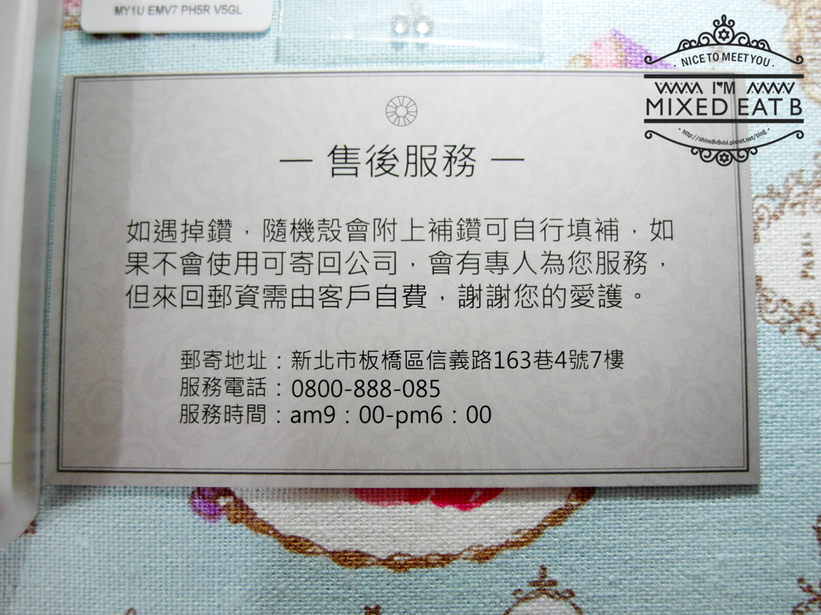 MY1U EMV7 PH5R V5GL
· NICE TO MEET YOU ·
I♥M
MIXED EAT B
— 售後服務 —
如遇掉鑽，隨機殼會附上補鑽可自行填補，如
果不會使用可寄回公司，會有專人為您服務，
但來回郵資需由客戶自費，謝謝您的愛護。
郵寄地址：新北市板橋區信義路163巷4號7樓
服務電話：0800-888-085
服務時間：am9：00-pm6：00
PARIS